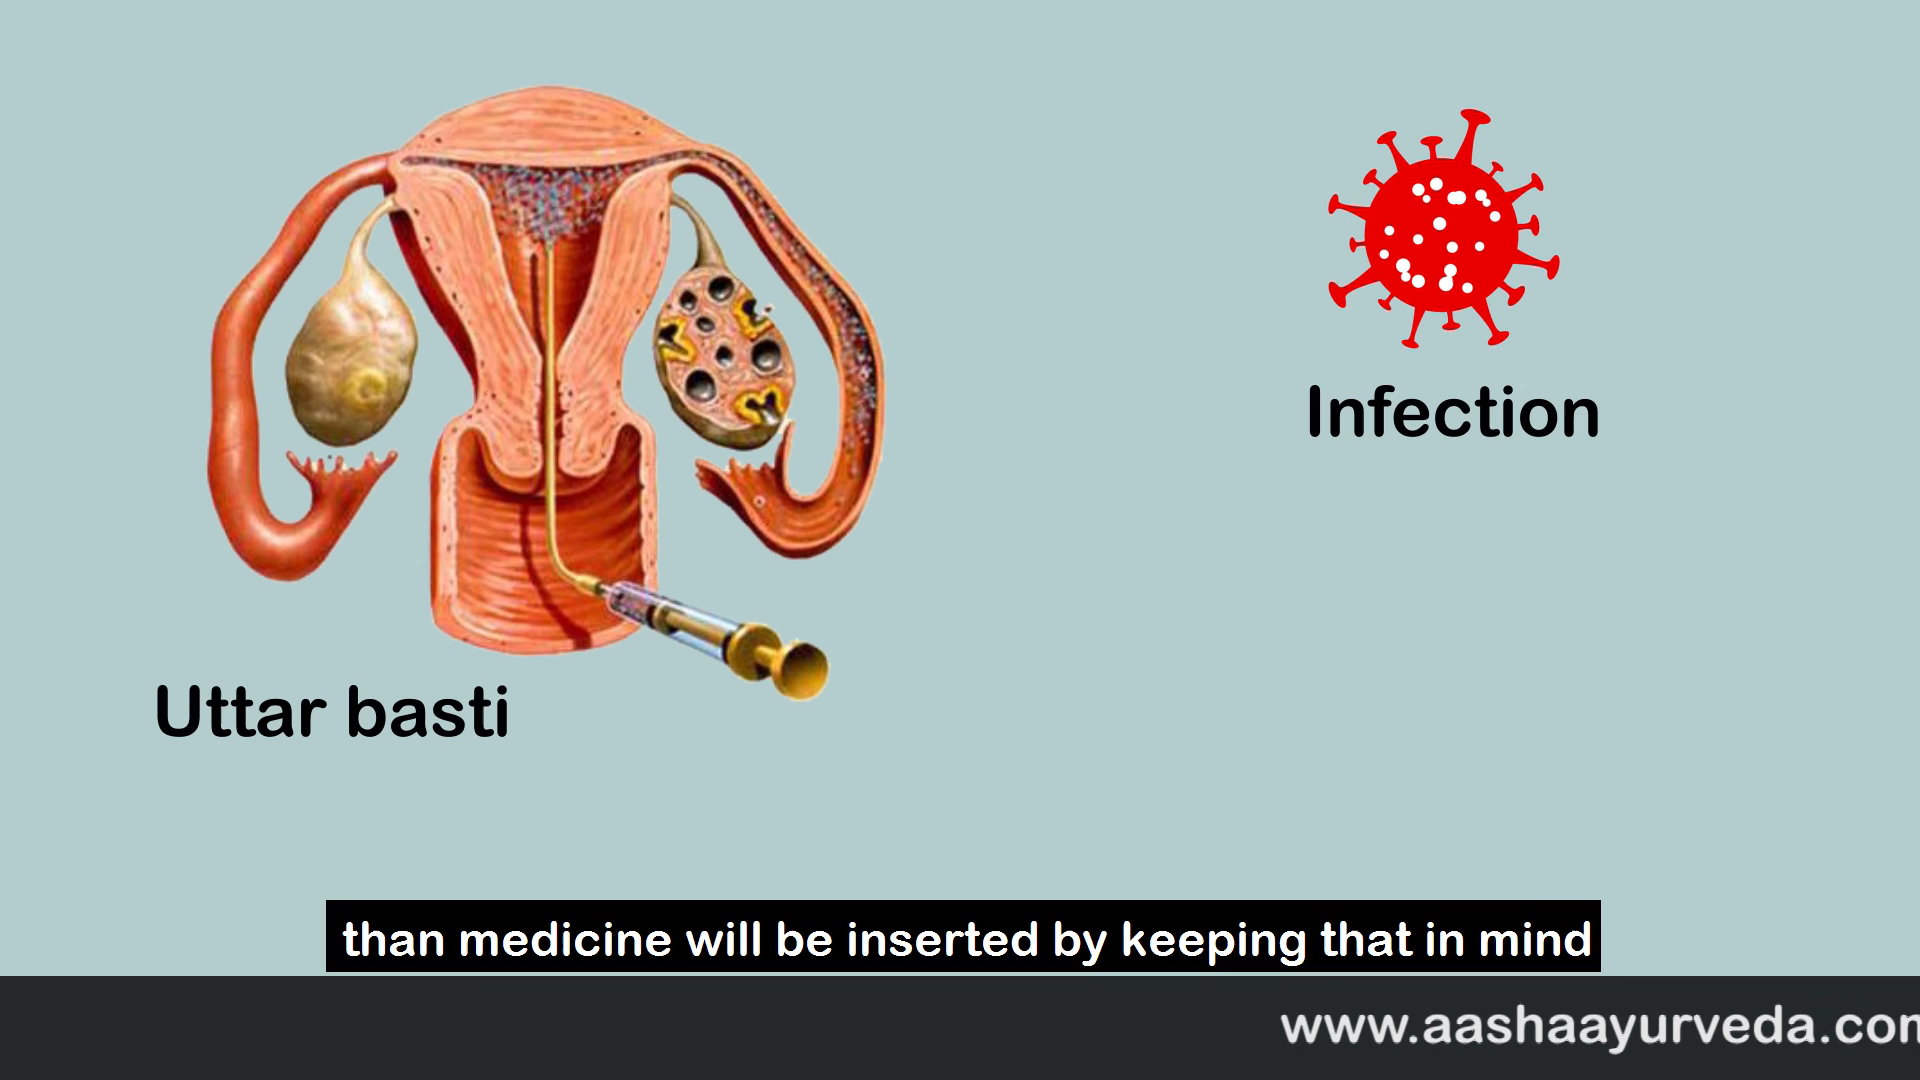 Infection
Uttar basti
than medicine will be inserted by keeping that in mind
www.aashaayurveda.com